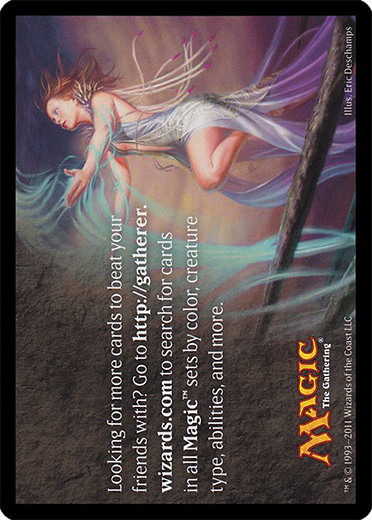 Looking for more cards to beat your
friends with? Go to http://gatherer.
wizards.com to search for cards
in all Magic™ sets by color, creature
type, abilities, and more.
MAGIC
The Gathering®
™ & © 1993–2011 Wizards of the Coast LLC
Illus. Eric Deschamps